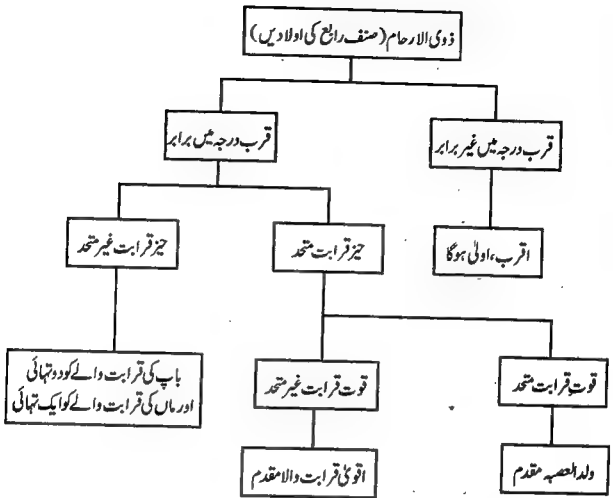 ذوی الارحام (صنف رابع کی اولادیں)
قرب درجہ میں غیر برابر
قرب درجہ میں برابر
اقرب، اولیٰ ہوگا
حیز قرابت متحد
حیز قرابت غیر متحد
قوتِ قرابت متحد
قوت قرابت غیر متحد
باپ کی قرابت والے کو دو تہائی
اور ماں کی قرابت والے کو ایک تہائی
ولد العصبہ مقدم
اقویٰ قرابت والا مقدم